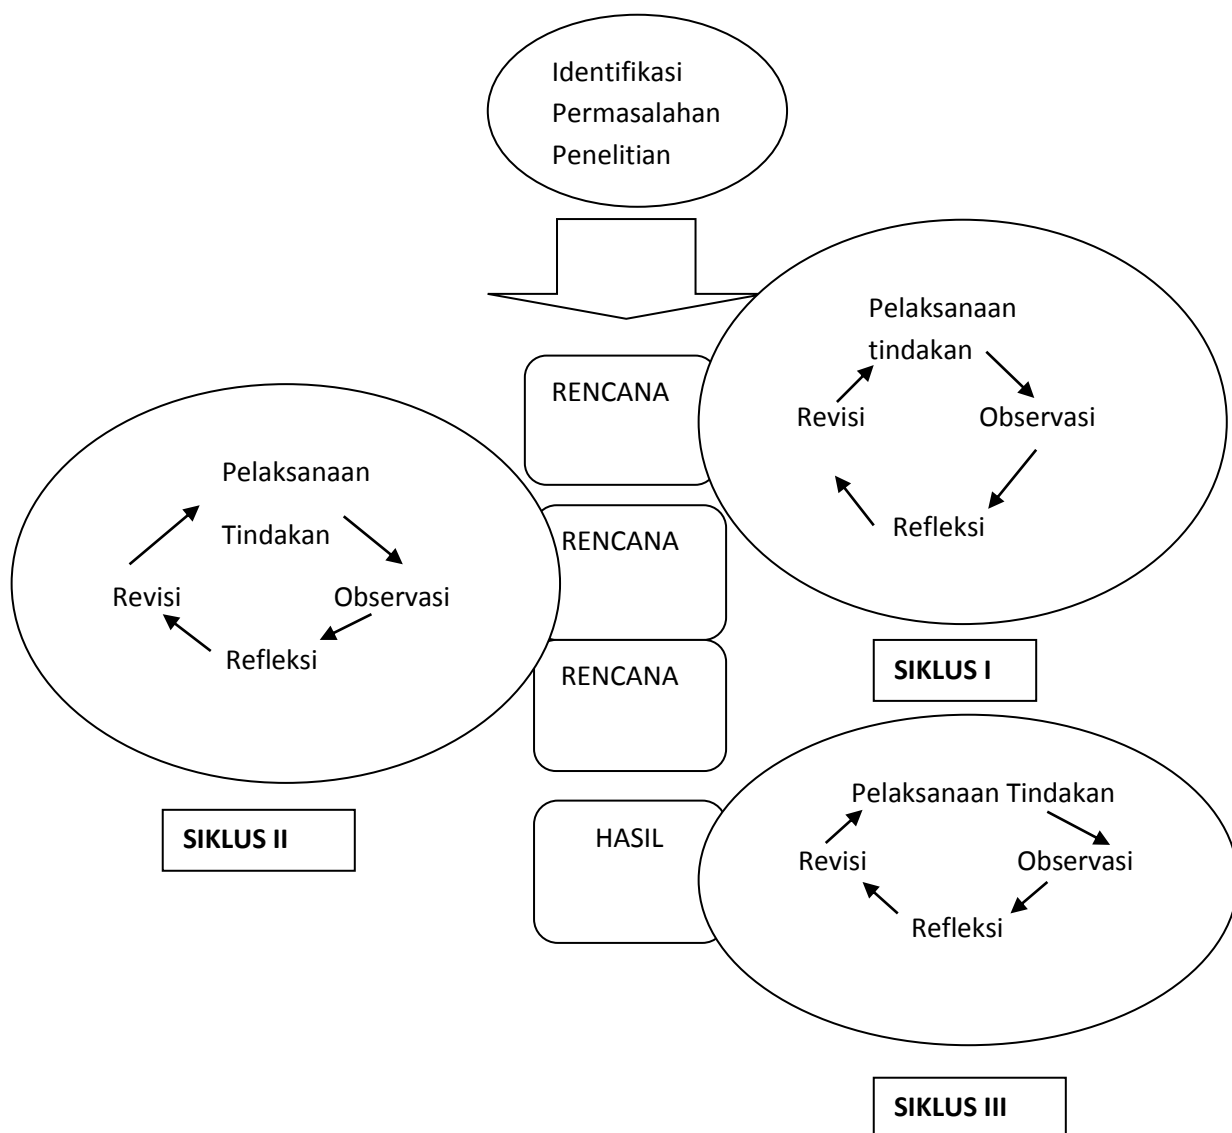 Identifikasi
Permasalahan
Penelitian
RENCANA
Pelaksanaan
tindakan
Revisi
Observasi
Refleksi
SIKLUS I
RENCANA
Pelaksanaan
Tindakan
Revisi
Observasi
Refleksi
SIKLUS II
RENCANA
HASIL
Pelaksanaan Tindakan
Revisi
Observasi
Refleksi
SIKLUS III